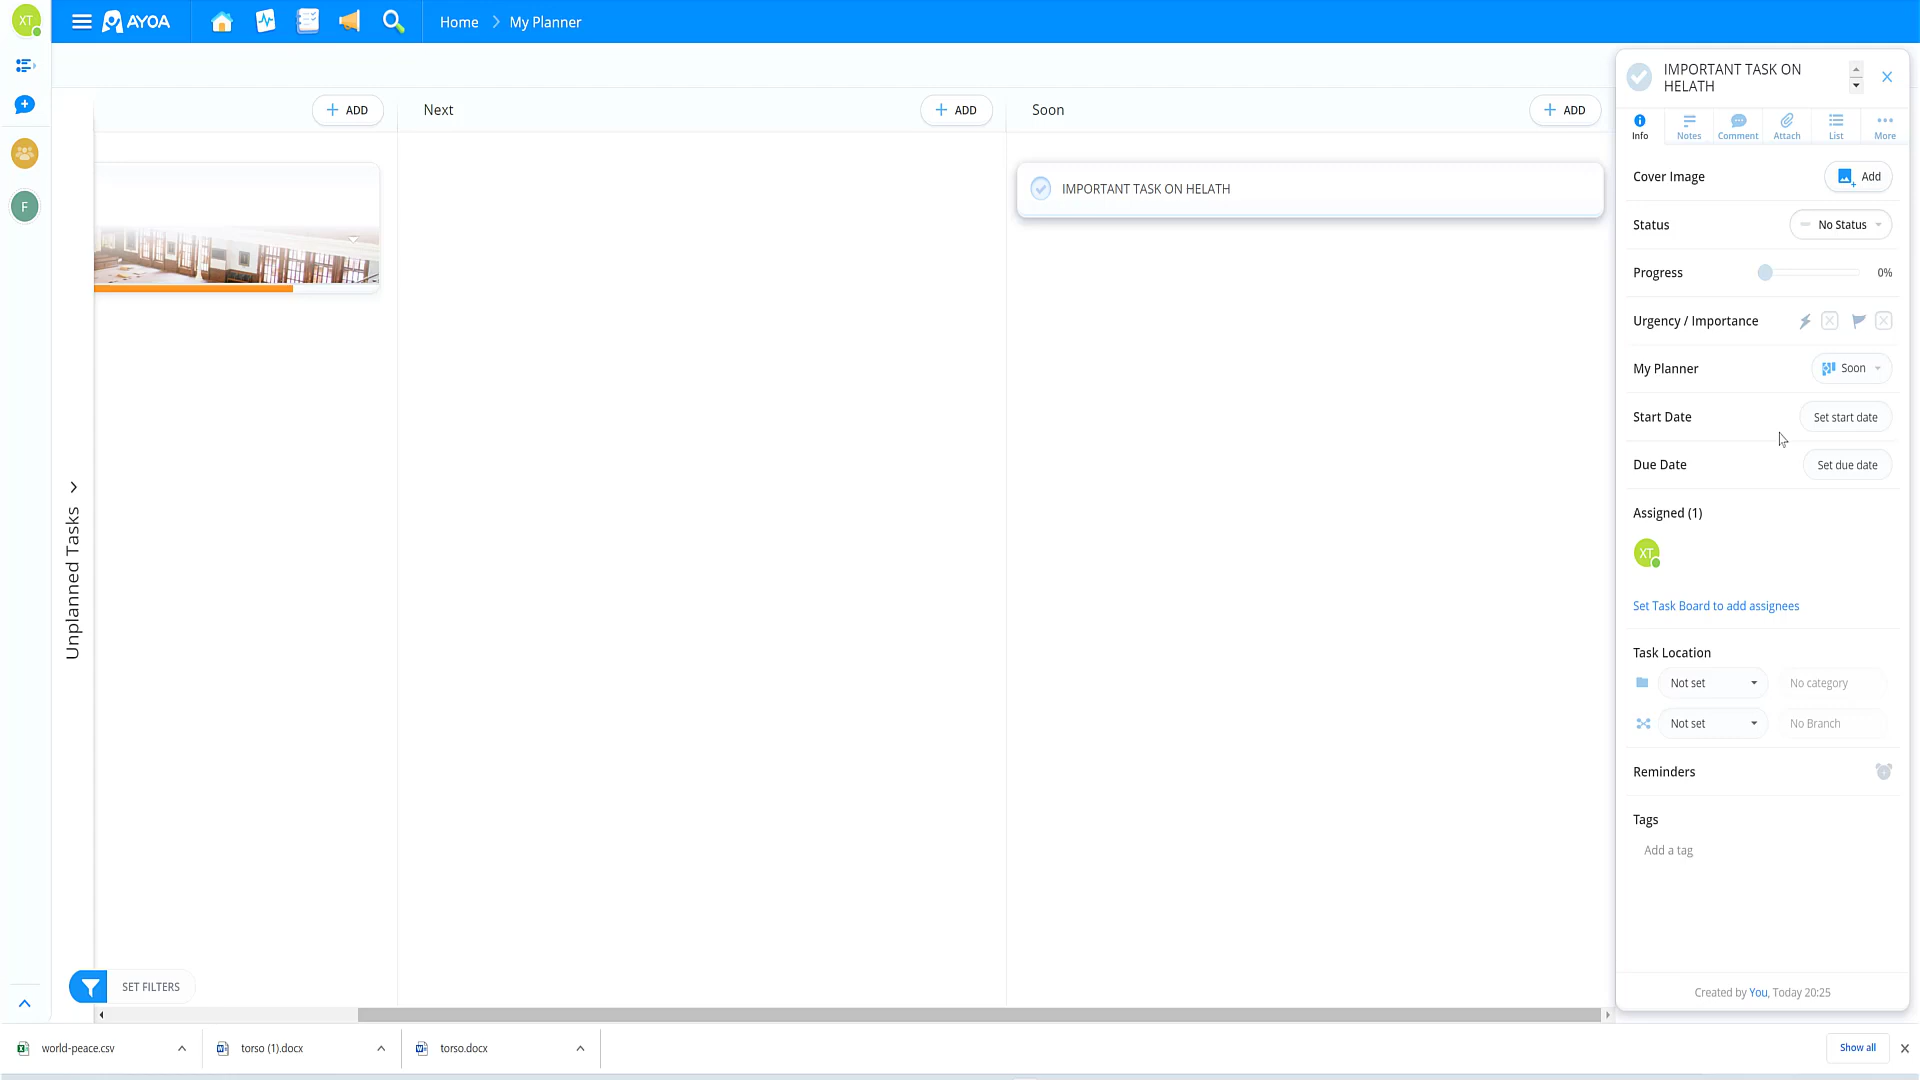 XT
AYOA
Home
My Planner
F
ADD
Next
ADD
Soon
ADD
IMPORTANT TASK ON HELATH
Unplanned Tasks
SET FILTERS
IMPORTANT TASK ON
HELATH
Info
Notes
Comment
Attach
List
More
Cover Image
Add
Status
No Status
Progress
0%
Urgency / Importance
My Planner
Soon
Start Date
Set start date
Due Date
Set due date
Assigned (1)
XT
Set Task Board to add assignees
Task Location
Not set
No category
Not set
No Branch
Reminders
Tags
Add a tag
Created by You, Today 20:25
world-peace.csv
torso (1).docx
torso.docx
Show all